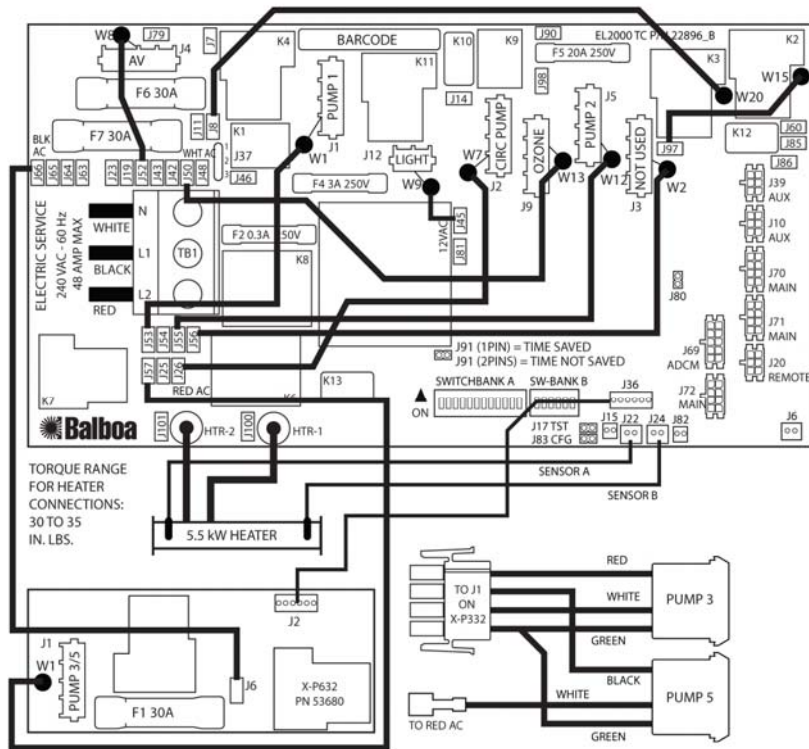 W8
J79
J4
AV
F6 30A
F7 30A
J7
K4
BARCODE
K10
K9
J90
EL2000 TC P/N 22896_B
F5 20A 250V
K3
K2
W15
W20
J98
J14
K11
PUMP 1
J1
W1
J11
J8
K1
J37
1
2
3
J46
BLK AC
J66
J65
J64
J63
J23
J19
J52
J43
J42
WHT AC
J50
J48
J12
LIGHT
F4 3A 250V
W9
W7
CIRC PUMP
J2
OZONE
J9
W13
PUMP 2
J5
W12
NOT USED
J3
W2
J97
K12
J60
J85
J86
J39
AUX
J10
AUX
J70
MAIN
J71
MAIN
J20
REMOTE
J69
ADCM
J72
MAIN
J80
12VAC
J45
J81
ELECTRIC SERVICE
240 VAC - 60 Hz
48 AMP MAX
N
WHITE
L1
BLACK
L2
RED
TB1
F2 0.3A 250V
K8
J53
J54
J55
J56
J57
J25
J26
RED AC
K7
K6
K13
J91 (1PIN) = TIME SAVED
J91 (2PINS) = TIME NOT SAVED
SWITCHBANK A
SW-BANK B
ON
J36
J17 TST
J83 CFG
J15
J22
J24
J82
J6
Balboa
J101
HTR-2
J100
HTR-1
SENSOR A
SENSOR B
TORQUE RANGE
FOR HEATER
CONNECTIONS:
30 TO 35
IN. LBS.
5.5 kW HEATER
J1
W1
PUMP 3/5
F1 30A
J2
J6
X-P632
PN 53680
TO J1
ON
X-P332
RED
WHITE
GREEN
PUMP 3
BLACK
WHITE
GREEN
PUMP 5
TO RED AC